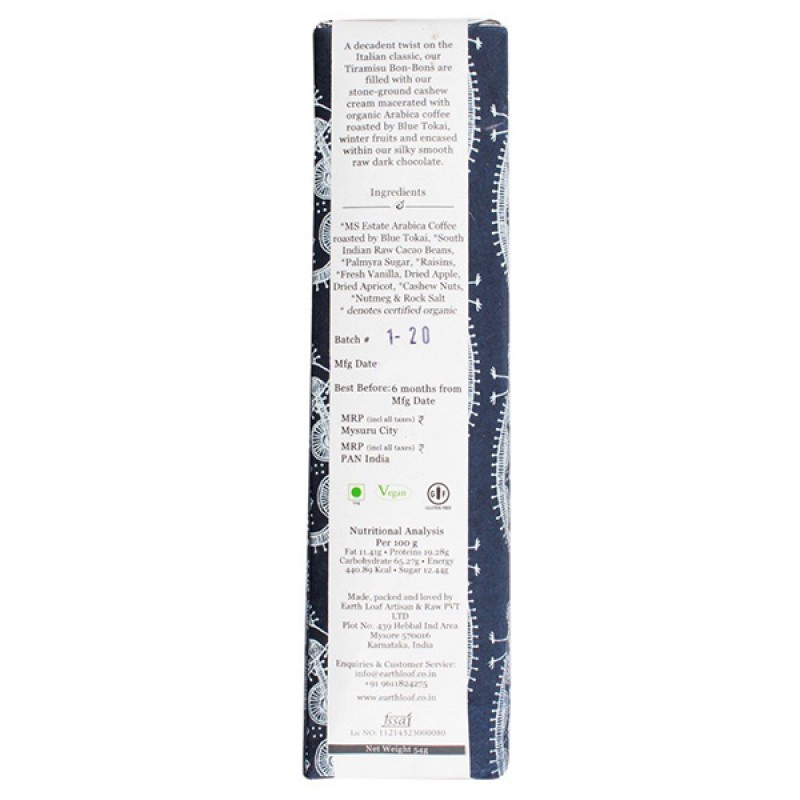 A decadent twist on the
Italian classic, our
Tiramisu Bon-Bons are
filled with our
stone-ground cashew
cream macerated with
organic Arabica coffee
roasted by Blue Tokai,
winter fruits and encased
within our silky smooth
raw dark chocolate.
Ingredients
*MS Estate Arabica Coffee
roasted by Blue Tokai, *South
Indian Raw Cacao Beans,
*Palmyra Sugar, *Raisins,
*Fresh Vanilla, Dried Apple,
Dried Apricot, *Cashew Nuts,
*Nutmeg & Rock Salt
* denotes certified organic
Batch # 1-20
Mfg Date
Best Before: 6 months from
Mfg Date
MRP (incl all taxes) ₹
Mysuru City
MRP (incl all taxes) ₹
PAN India
Vegan
GF
GLUTEN FREE
Nutritional Analysis
Per 100 g
Fat 11.41g • Proteins 19.28g
Carbohydrate 65.27g • Energy
440.89 Kcal • Sugar 12.44g
Made, packed and loved by
Earth Loaf Artisan & Raw PVT
LTD
Plot No: 439 Hebbal Ind Area
Mysore 570016
Karnataka, India
Enquiries & Customer Service:
info@earthloaf.co.in
+91 9611824275
www.earthloaf.co.in
fssai
Lic NO: 11214323000080
Net Weight 54g